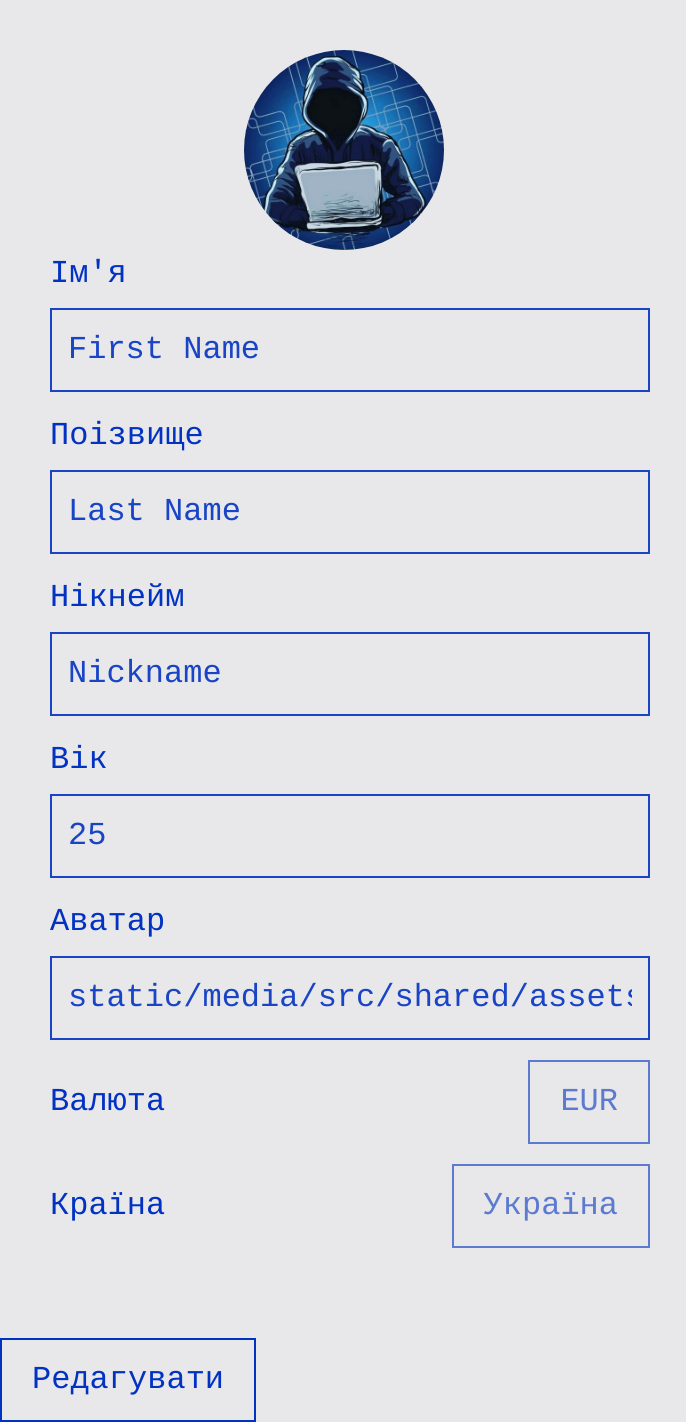 Ім'я
First Name
Поізвище
Last Name
Нікнейм
Nickname
Вік
25
Аватар
static/media/src/shared/assets
Валюта
EUR
Країна
Україна
Редагувати